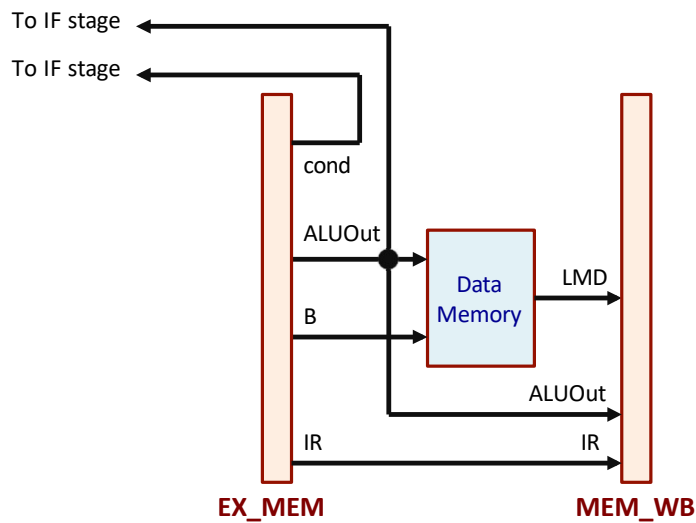 To IF stage
To IF stage
cond
ALUOut
Data
Memory
LMD
B
ALUOut
IR
IR
EX_MEM
MEM_WB